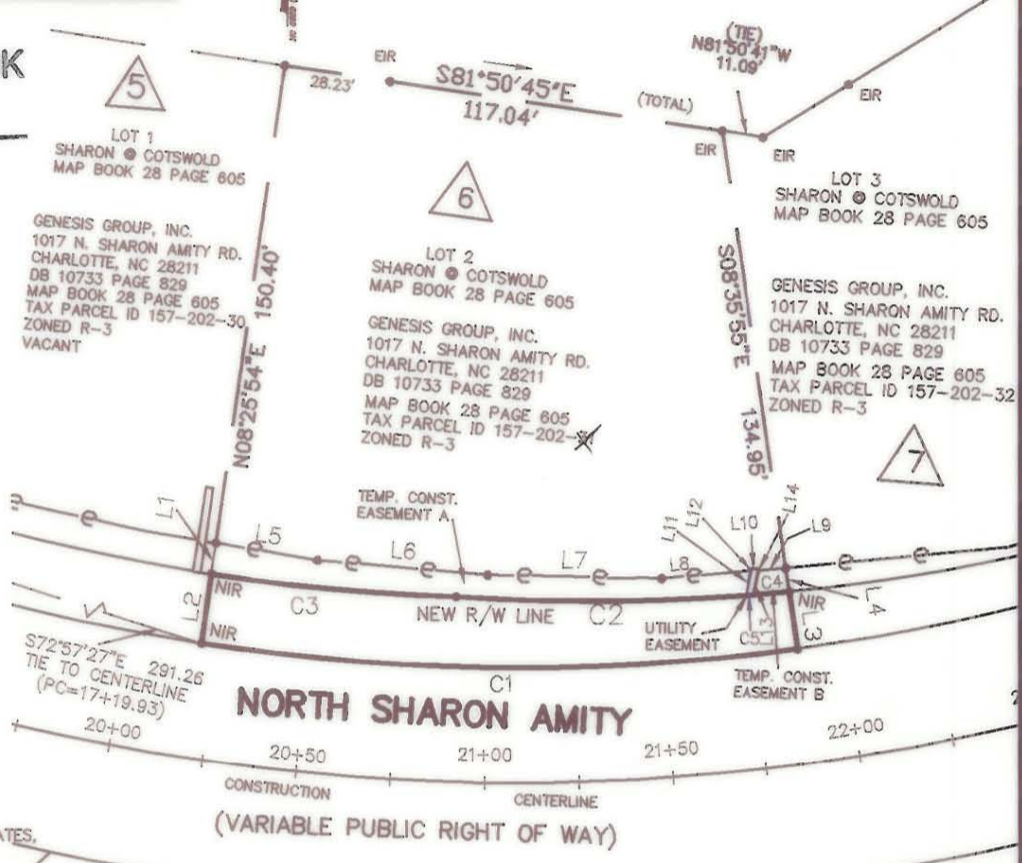 K
(TIE)
N81°50'41"W
11.09'
EIR
28.23'
S81°50'45"E
117.04'
(TOTAL)
EIR
EIR
EIR
5
LOT 1
SHARON @ COTSWOLD
MAP BOOK 28 PAGE 605
GENESIS GROUP, INC.
1017 N. SHARON AMITY RD.
CHARLOTTE, NC 28211
DB 10733 PAGE 829
MAP BOOK 28 PAGE 605
TAX PARCEL ID 157-202-30
ZONED R-3
VACANT
N08°25'54"E 150.40'
6
LOT 2
SHARON @ COTSWOLD
MAP BOOK 28 PAGE 605
GENESIS GROUP, INC.
1017 N. SHARON AMITY RD.
CHARLOTTE, NC 28211
DB 10733 PAGE 829
MAP BOOK 28 PAGE 605
TAX PARCEL ID 157-202-
ZONED R-3
S08°35'55"E 134.95'
LOT 3
SHARON @ COTSWOLD
MAP BOOK 28 PAGE 605
GENESIS GROUP, INC.
1017 N. SHARON AMITY RD.
CHARLOTTE, NC 28211
DB 10733 PAGE 829
MAP BOOK 28 PAGE 605
TAX PARCEL ID 157-202-32
ZONED R-3
7
TEMP. CONST.
EASEMENT A
L1
e
L5
e
e
L6
e
e
L7
e
L8
e
L11
L12
L10
L14
L9
e
e
C4
L4
L2
NIR
NIR
C3
NEW R/W LINE
C2
UTILITY
EASEMENT
C5
L3
NIR
TEMP. CONST.
EASEMENT B
C1
S72°57'27"E 291.26
TIE TO CENTERLINE
(PC=17+19.93)
NORTH SHARON AMITY
20+00
20+50
21+00
21+50
22+00
2
CONSTRUCTION
CENTERLINE
(VARIABLE PUBLIC RIGHT OF WAY)
ATES,